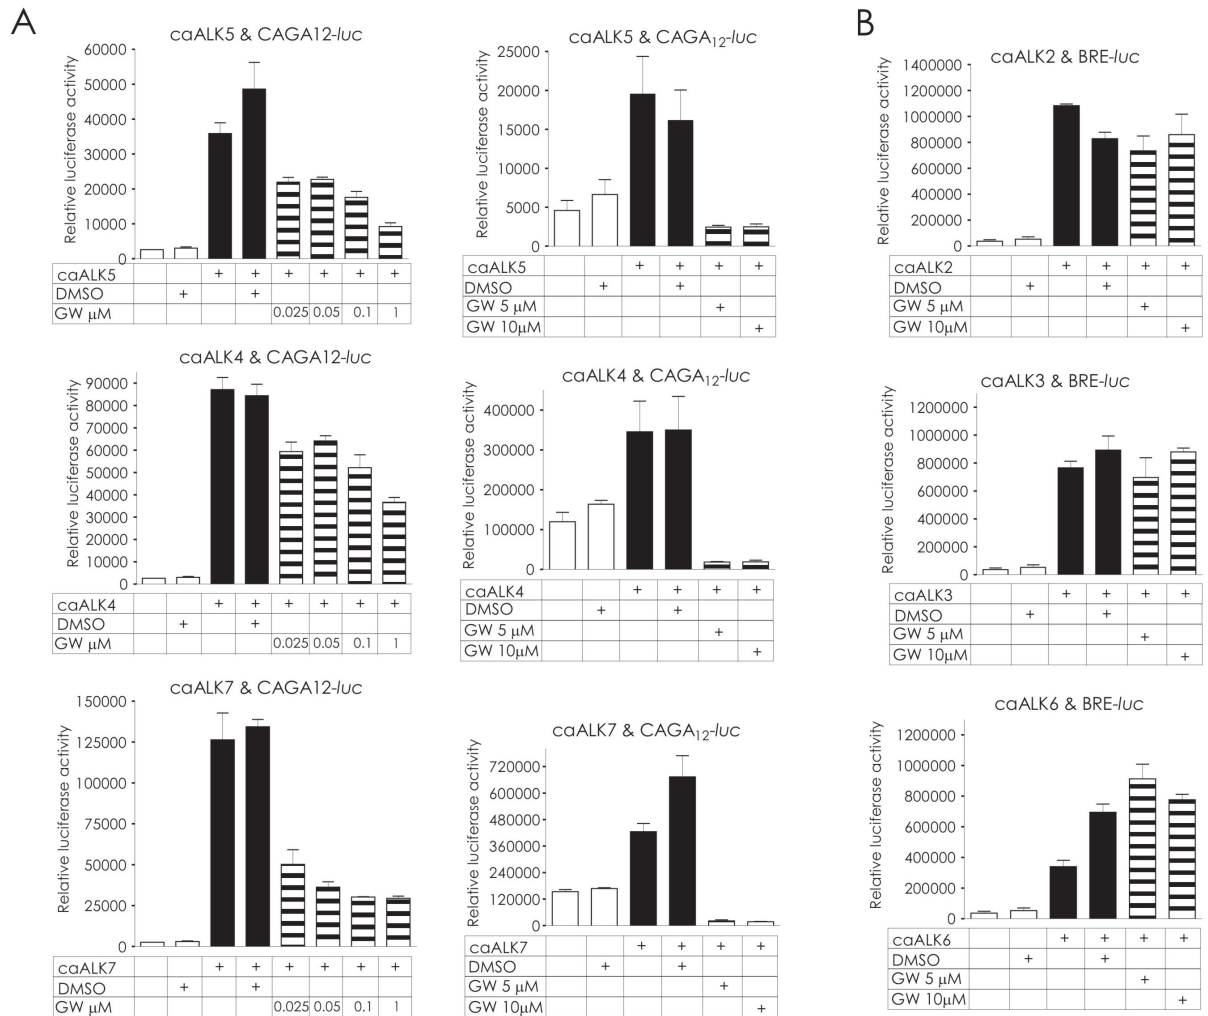 A
caALK5 & CAGA12-luc
Relative luciferase activity
60000
50000
40000
30000
20000
10000
0
caALK5 + + + + + +
DMSO + +
GW μM 0.025 0.05 0.1 1
caALK5 & CAGA12-luc
Relative luciferase activity
25000
20000
15000
10000
5000
0
caALK5 + + + +
DMSO + +
GW 5 μM +
GW 10μM +
B
caALK2 & BRE-luc
Relative luciferase activity
1400000
1200000
1000000
800000
600000
400000
200000
0
caALK2 + + + +
DMSO + +
GW 5 μM +
GW 10μM +
caALK4 & CAGA12-luc
Relative luciferase activity
90000
80000
70000
60000
50000
40000
30000
20000
10000
0
caALK4 + + + + + +
DMSO + +
GW μM 0.025 0.05 0.1 1
caALK4 & CAGA12-luc
Relative luciferase activity
400000
300000
200000
100000
0
caALK4 + + + +
DMSO + +
GW 5 μM +
GW 10μM +
caALK3 & BRE-luc
Relative luciferase activity
1200000
1000000
800000
600000
400000
200000
0
caALK3 + + + +
DMSO + +
GW 5 μM +
GW 10μM +
caALK7 & CAGA12-luc
Relative luciferase activity
150000
125000
100000
75000
50000
25000
0
caALK7 + + + + + +
DMSO + +
GW μM 0.025 0.05 0.1 1
caALK7 & CAGA12-luc
Relative luciferase activity
720000
600000
480000
360000
240000
120000
0
caALK7 + + + +
DMSO + +
GW 5 μM +
GW 10μM +
caALK6 & BRE-luc
Relative luciferase activity
1200000
1000000
800000
600000
400000
200000
0
caALK6 + + + +
DMSO + +
GW 5 μM +
GW 10μM +